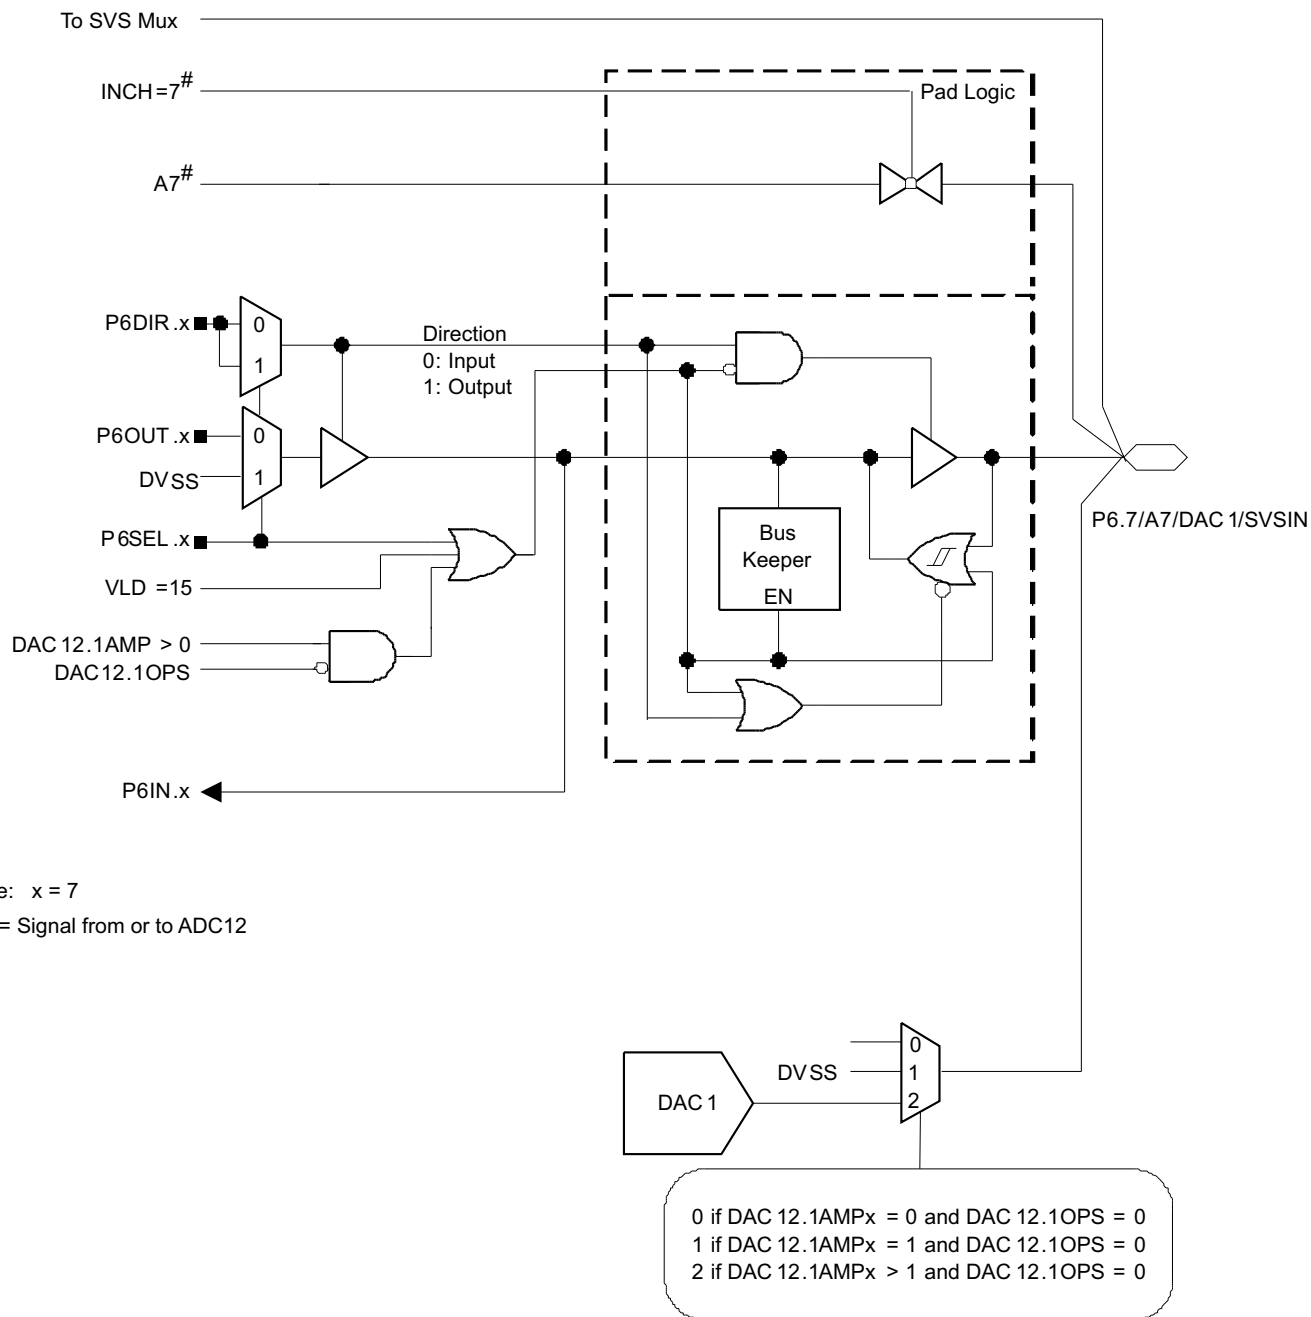 To SVS Mux
INCH=7#
Pad Logic
A7#
P6DIR.x
0
1
Direction
0: Input
1: Output
P6OUT.x
0
DVSS
1
P6SEL.x
VLD =15
DAC12.1AMP > 0
DAC12.1OPS
Bus
Keeper
EN
P6.7/A7/DAC1/SVSIN
P6IN.x
e: x = 7
= Signal from or to ADC12
0
DVSS
1
DAC1
2
0 if DAC12.1AMPx = 0 and DAC12.1OPS = 0
1 if DAC12.1AMPx = 1 and DAC12.1OPS = 0
2 if DAC12.1AMPx > 1 and DAC12.1OPS = 0